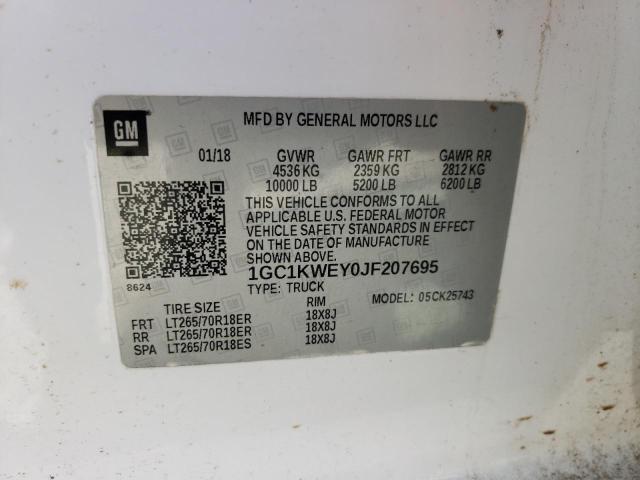 GM
MFD BY GENERAL MOTORS LLC
01/18 GVWR GAWR FRT GAWR RR
4536 KG 2359 KG 2812 KG
10000 LB 5200 LB 6200 LB
THIS VEHICLE CONFORMS TO ALL
APPLICABLE U.S. FEDERAL MOTOR
VEHICLE SAFETY STANDARDS IN EFFECT
ON THE DATE OF MANUFACTURE
SHOWN ABOVE.
8624
1GC1KWEY0JF207695
TYPE: TRUCK MODEL: 05CK25743
TIRE SIZE RIM
FRT LT265/70R18ER 18X8J
RR LT265/70R18ER 18X8J
SPA LT265/70R18ES 18X8J